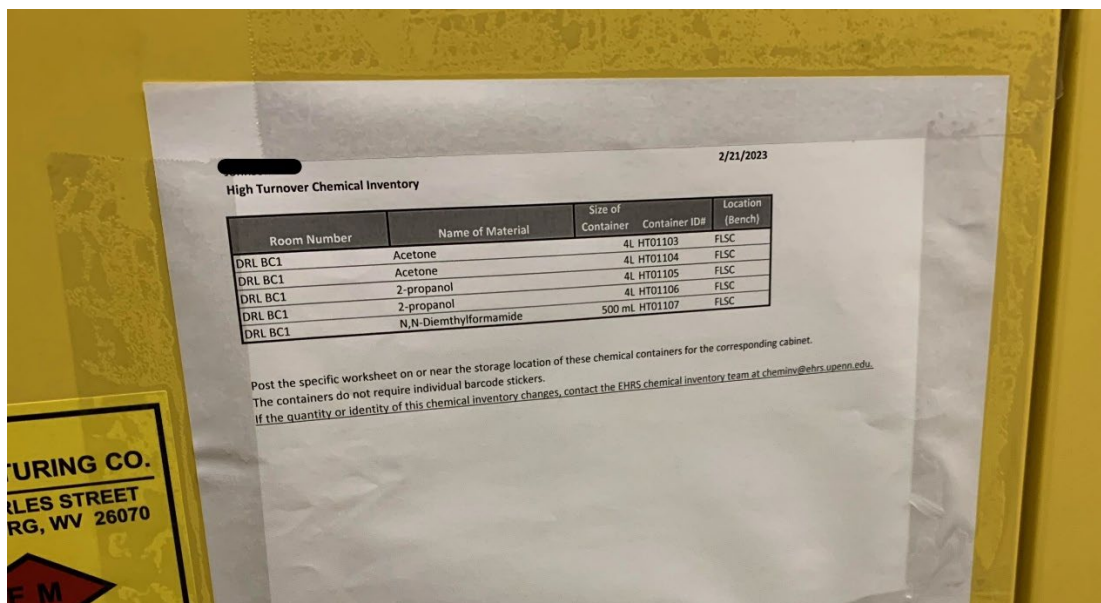 2/21/2023
High Turnover Chemical Inventory
Room Number Name of Material Size of Container Container ID# Location (Bench)
DRL BC1 Acetone 4L HT01103 FLSC
DRL BC1 Acetone 4L HT01104 FLSC
DRL BC1 2-propanol 4L HT01105 FLSC
DRL BC1 2-propanol 4L HT01106 FLSC
DRL BC1 N,N-Diemthylformamide 500 mL HT01107 FLSC
Post the specific worksheet on or near the storage location of these chemical containers for the corresponding cabinet.
The containers do not require individual barcode stickers.
If the quantity or identity of this chemical inventory changes, contact the EHRS chemical inventory team at cheminv@ehrs.upenn.edu.
TURING CO.
RLES STREET
RG, WV 26070
FM